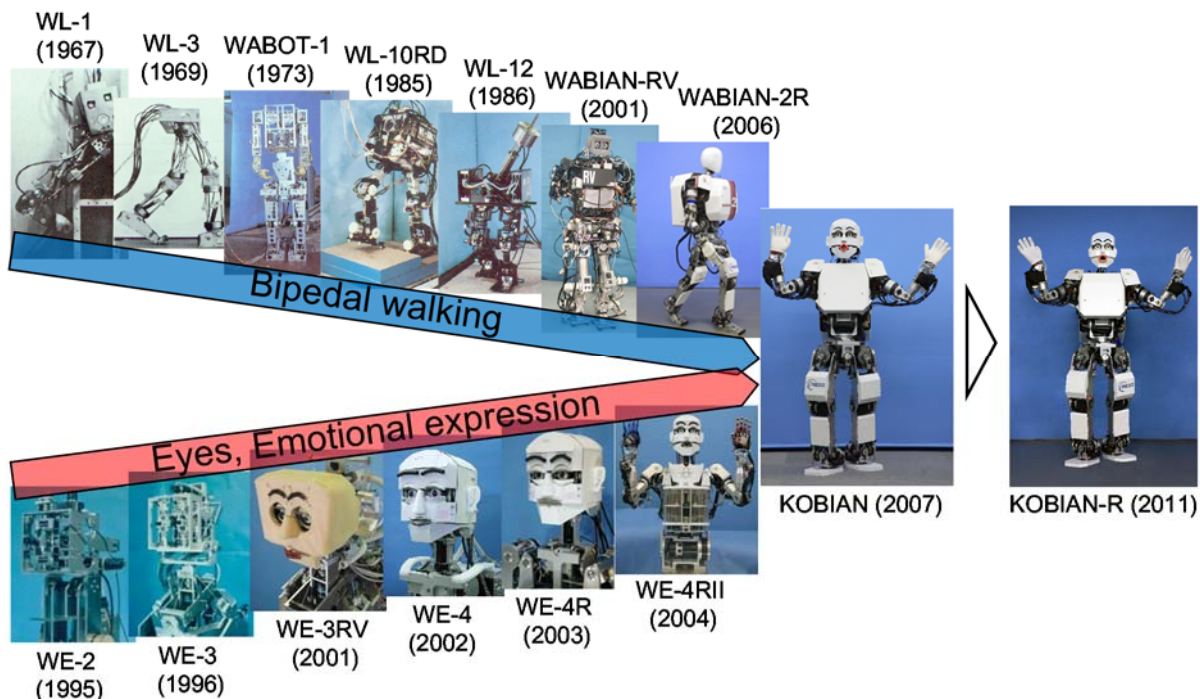 WL-1
(1967)
WL-3
(1969)
WABOT-1
(1973)
WL-10RD
(1985)
WL-12
(1986)
WABIAN-RV
(2001)
WABIAN-2R
(2006)
RV
Bipedal walking
Eyes, Emotional expression
KOBIAN (2007)
KOBIAN-R (2011)
WE-2
(1995)
WE-3
(1996)
WE-3RV
(2001)
WE-4
(2002)
WE-4R
(2003)
WE-4RII
(2004)